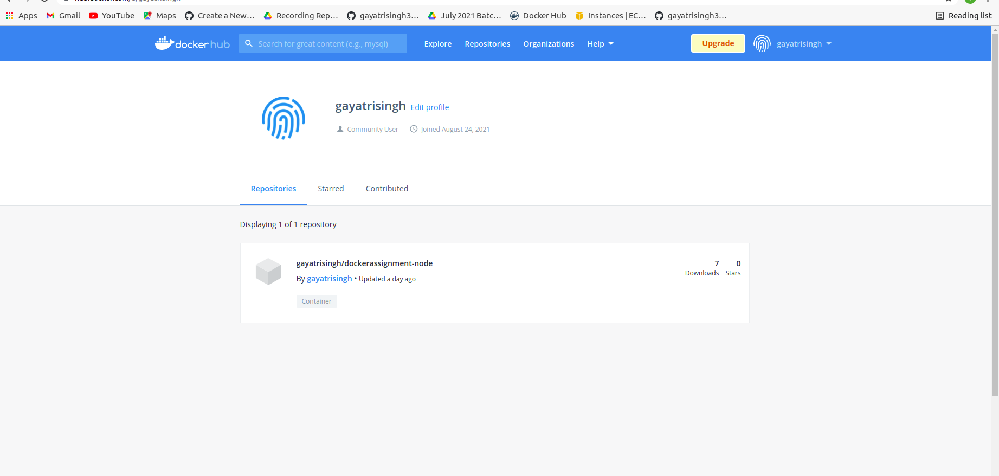 Apps Gmail YouTube Maps Create a New... Recording Rep... gayatrisingh3... July 2021 Batc... Docker Hub Instances | EC... gayatrisingh3... Reading list
docker hub Search for great content (e.g., mysql) Explore Repositories Organizations Help Upgrade gayatrisingh
gayatrisingh Edit profile
Community User Joined August 24, 2021
Repositories Starred Contributed
Displaying 1 of 1 repository
gayatrisingh/dockerassignment-node 7 0
Downloads Stars
By gayatrisingh • Updated a day ago
Container